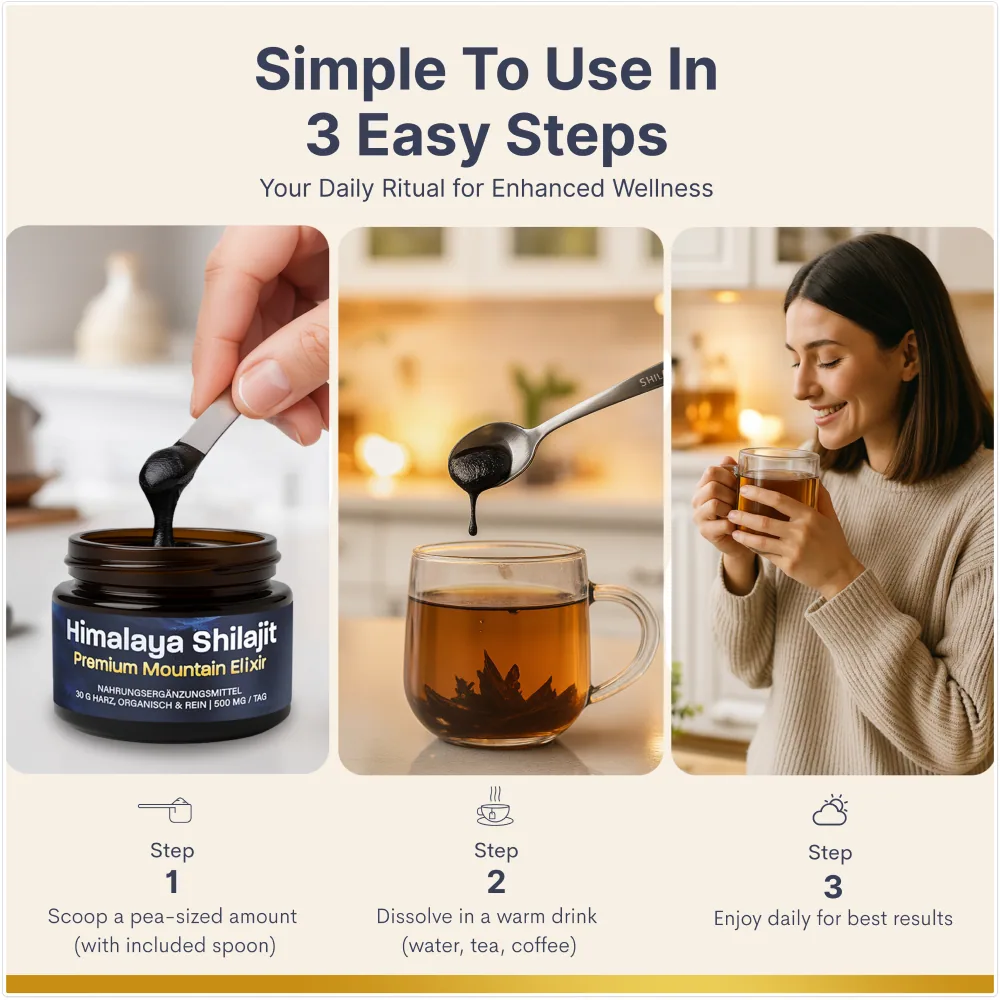 Simple To Use In
3 Easy Steps
Your Daily Ritual for Enhanced Wellness
Himalaya Shilajit
Premium Mountain Elixir
NAHRUNGSERGÄNZUNGSMITTEL
30 G HARZ, ORGANISCH & REIN | 500 MG / TAG
SHIL
Step
1
Scoop a pea-sized amount
(with included spoon)
Step
2
Dissolve in a warm drink
(water, tea, coffee)
Step
3
Enjoy daily for best results